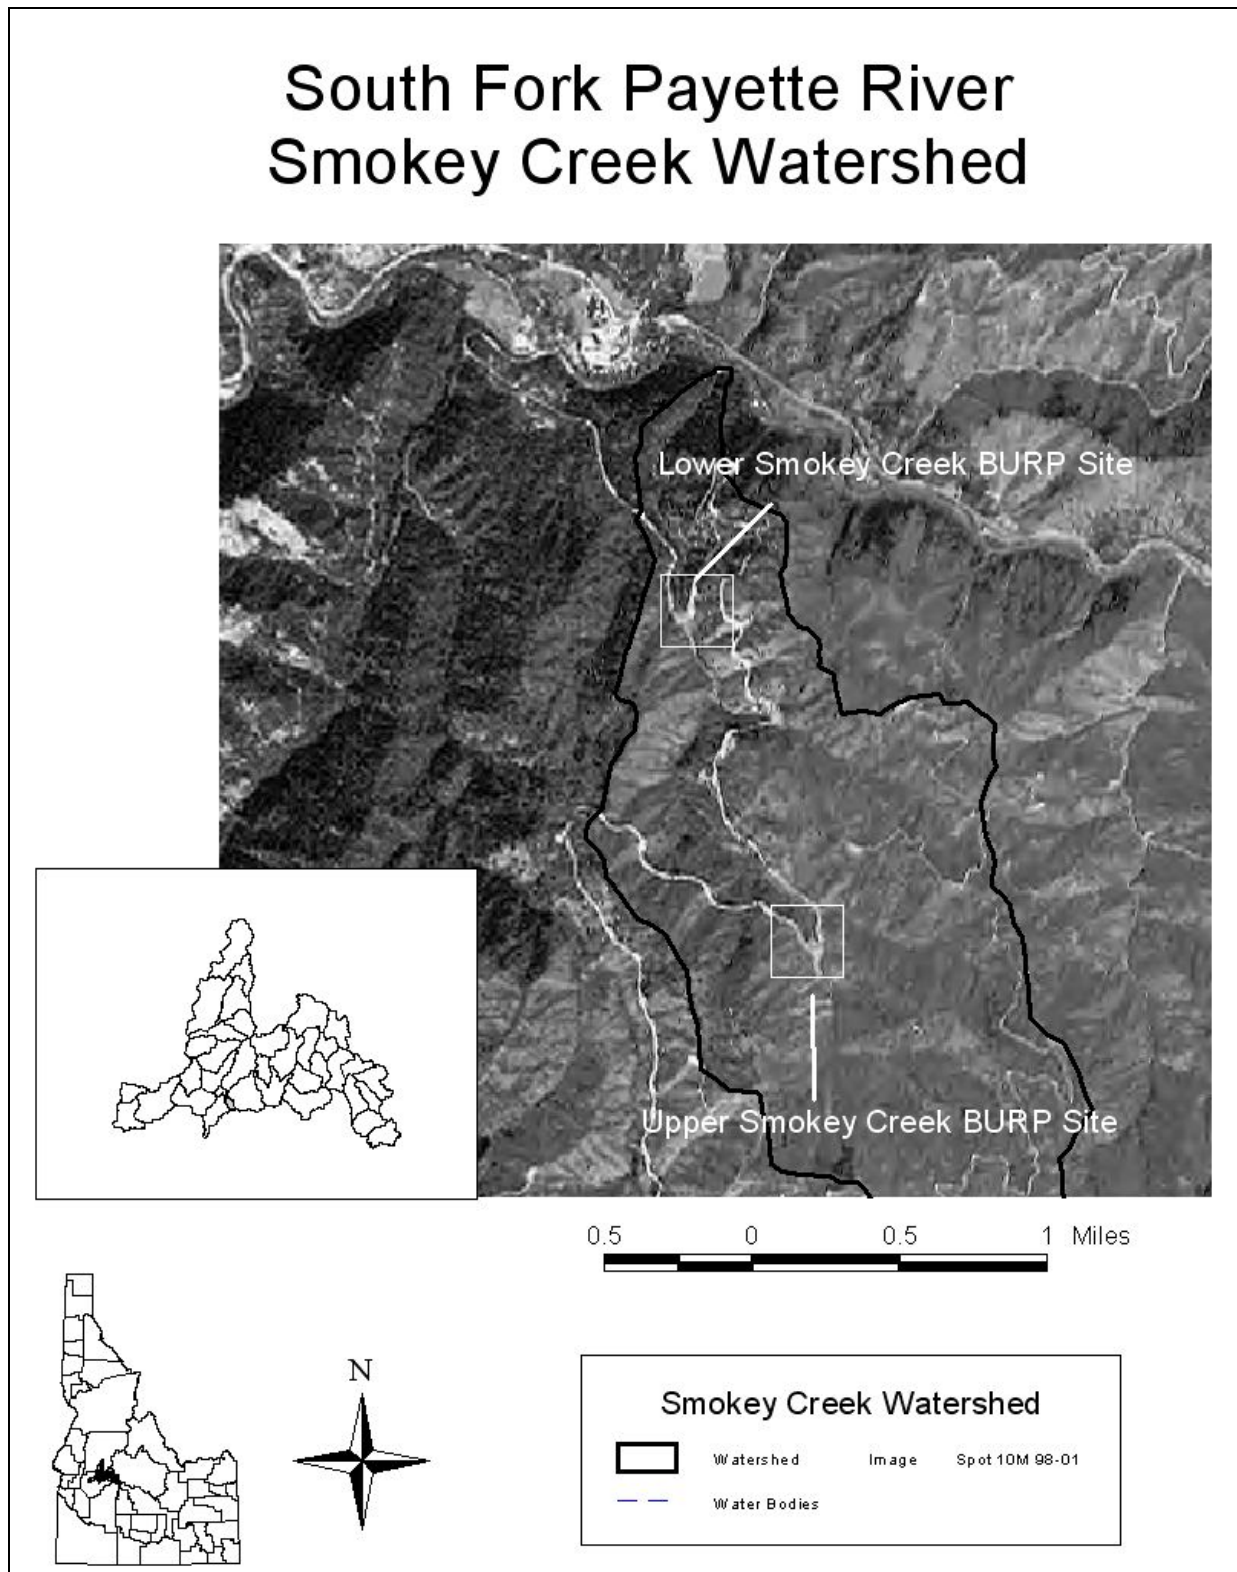 South Fork Payette River
Smokey Creek Watershed
Lower Smokey Creek BURP Site
Upper Smokey Creek BURP Site
0.5 0 0.5 1 Miles
N
Smokey Creek Watershed
Watershed Image Spot 10M 98-01
Water Bodies